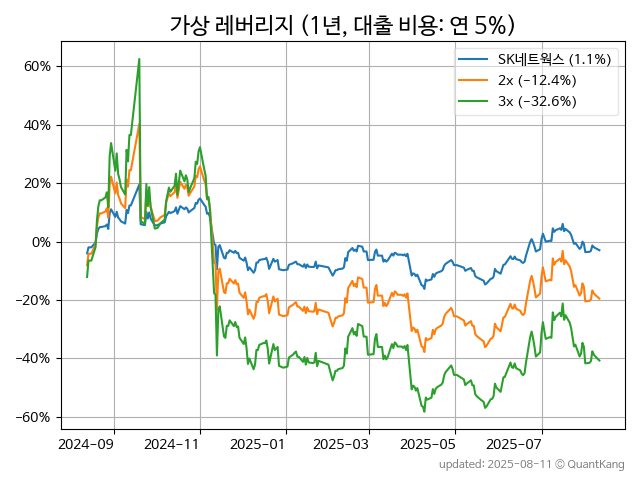 가상 레버리지 (1년, 대출 비용: 연 5%)
SK네트웍스 (1.1%)
2x (−12.4%)
3x (−32.6%)
60%
40%
20%
0%
−20%
−40%
−60%
2024-09 2024-11 2025-01 2025-03 2025-05 2025-07
updated: 2025-08-11 © QuantKang